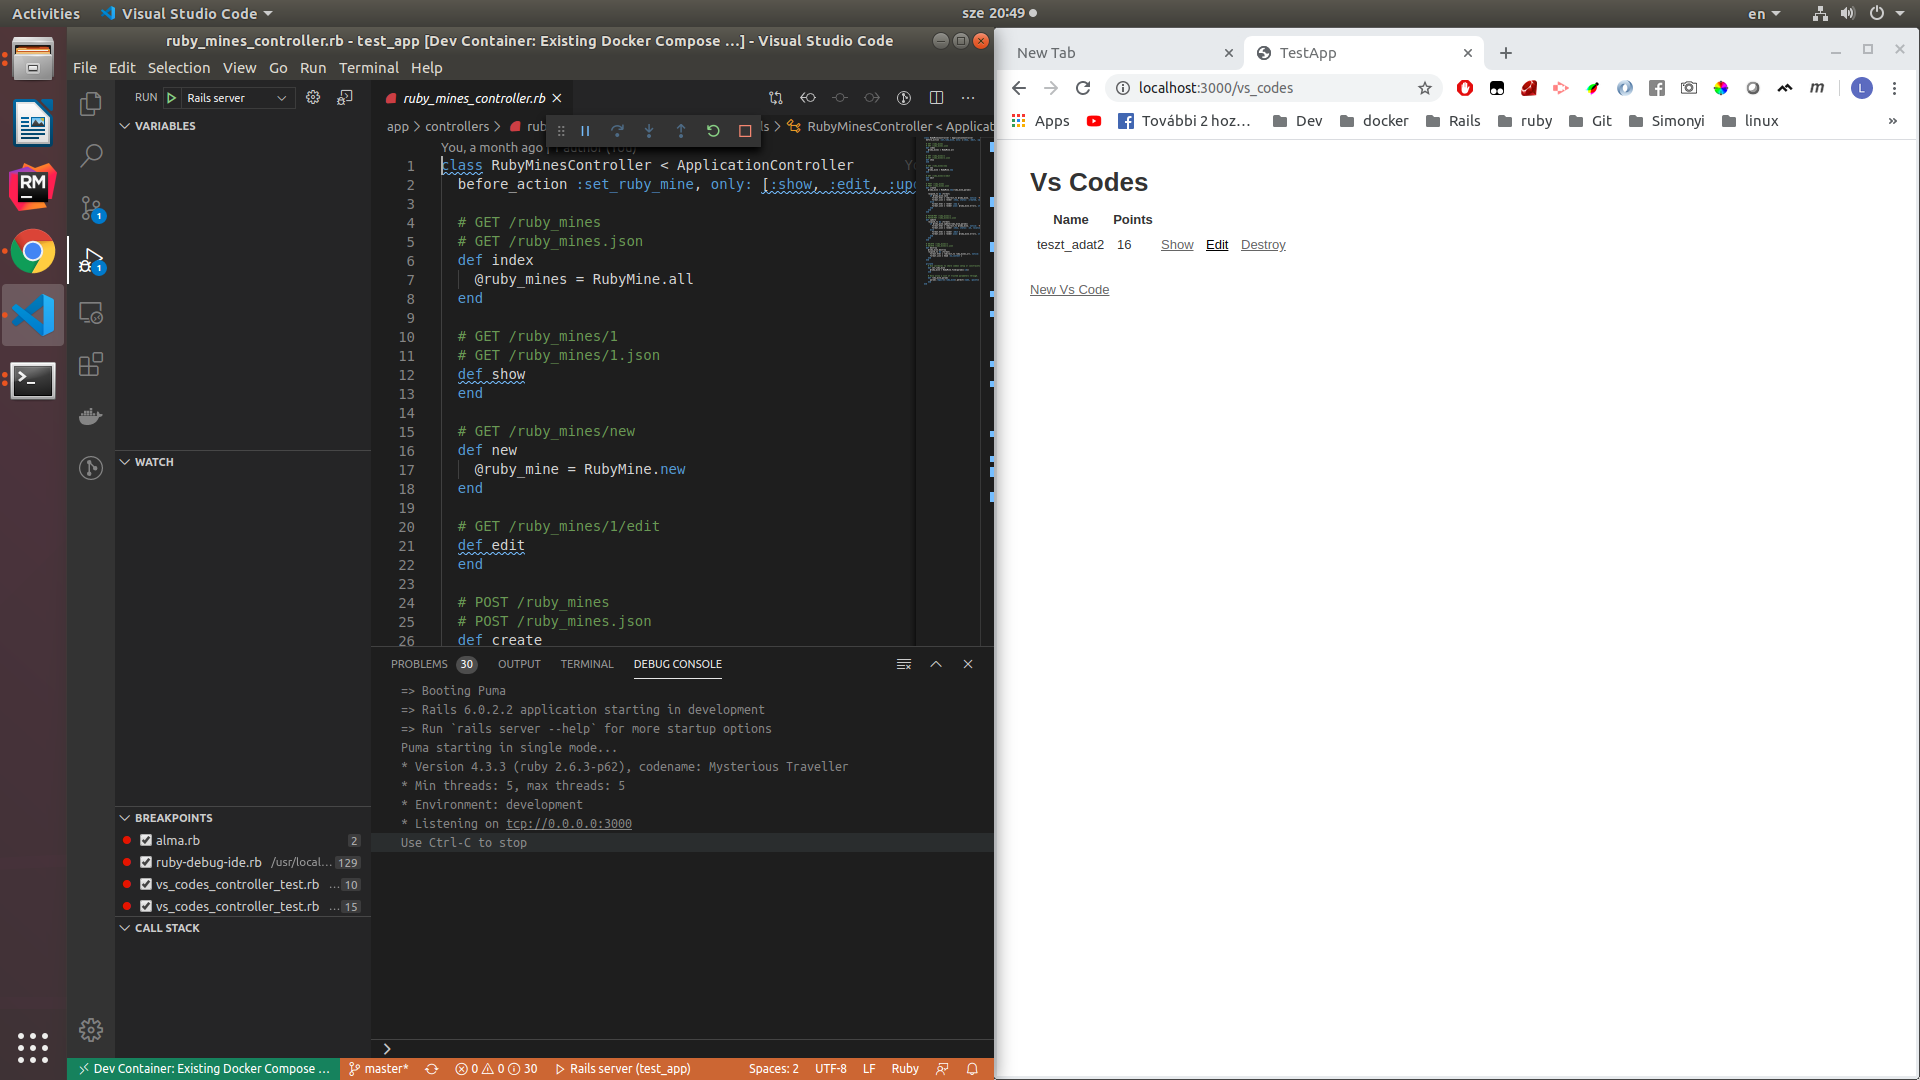 Activities
Visual Studio Code
sze 20:49
en
ruby_mines_controller.rb - test_app [Dev Container: Existing Docker Compose ...] - Visual Studio Code
File Edit Selection View Go Run Terminal Help
RUN Rails server
VARIABLES
WATCH
BREAKPOINTS
alma.rb 2
ruby-debug-ide.rb /usr/local... 129
vs_codes_controller_test.rb ... 10
vs_codes_controller_test.rb ... 15
CALL STACK
RM
1
1
ruby_mines_controller.rb
app > controllers > rub
ls > RubyMinesController < Applicat
You, a month ago |
1 class RubyMinesController < ApplicationController
2 before_action :set_ruby_mine, only: [:show, :edit, :upd
3
4 # GET /ruby_mines
5 # GET /ruby_mines.json
6 def index
7 @ruby_mines = RubyMine.all
8 end
9
10 # GET /ruby_mines/1
11 # GET /ruby_mines/1.json
12 def show
13 end
14
15 # GET /ruby_mines/new
16 def new
17 @ruby_mine = RubyMine.new
18 end
19
20 # GET /ruby_mines/1/edit
21 def edit
22 end
23
24 # POST /ruby_mines
25 # POST /ruby_mines.json
26 def create
PROBLEMS 30 OUTPUT TERMINAL DEBUG CONSOLE
=> Booting Puma
=> Rails 6.0.2.2 application starting in development
=> Run `rails server --help` for more startup options
Puma starting in single mode...
* Version 4.3.3 (ruby 2.6.3-p62), codename: Mysterious Traveller
* Min threads: 5, max threads: 5
* Environment: development
* Listening on tcp://0.0.0.0:3000
Use Ctrl-C to stop
Dev Container: Existing Docker Compose ... master* 0 0 30 Rails server (test_app) Spaces: 2 UTF-8 LF Ruby
New Tab
TestApp
localhost:3000/vs_codes
L
Apps További 2 hoz... Dev docker Rails ruby Git Simonyi linux »
Vs Codes
Name Points
teszt_adat2 16 Show Edit Destroy
New Vs Code